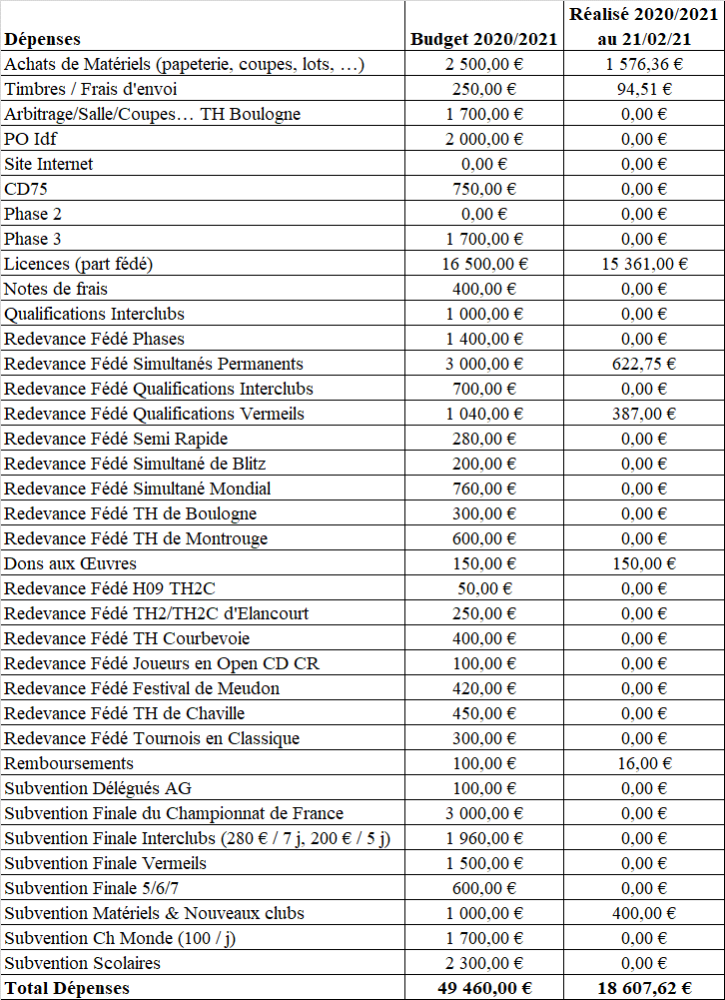 Dépenses Budget 2020/2021 Réalisé 2020/2021 au 21/02/21
Achats de Matériels (papeterie, coupes, lots, …) 2 500,00 € 1 576,36 €
Timbres / Frais d'envoi 250,00 € 94,51 €
Arbitrage/Salle/Coupes… TH Boulogne 1 700,00 € 0,00 €
PO Idf 2 000,00 € 0,00 €
Site Internet 0,00 € 0,00 €
CD75 750,00 € 0,00 €
Phase 2 0,00 € 0,00 €
Phase 3 1 700,00 € 0,00 €
Licences (part fédé) 16 500,00 € 15 361,00 €
Notes de frais 400,00 € 0,00 €
Qualifications Interclubs 1 000,00 € 0,00 €
Redevance Fédé Phases 1 400,00 € 0,00 €
Redevance Fédé Simultanés Permanents 3 000,00 € 622,75 €
Redevance Fédé Qualifications Interclubs 700,00 € 0,00 €
Redevance Fédé Qualifications Vermeils 1 040,00 € 387,00 €
Redevance Fédé Semi Rapide 280,00 € 0,00 €
Redevance Fédé Simultané de Blitz 200,00 € 0,00 €
Redevance Fédé Simultané Mondial 760,00 € 0,00 €
Redevance Fédé TH de Boulogne 300,00 € 0,00 €
Redevance Fédé TH de Montrouge 600,00 € 0,00 €
Dons aux Œuvres 150,00 € 150,00 €
Redevance Fédé H09 TH2C 50,00 € 0,00 €
Redevance Fédé TH2/TH2C d'Elancourt 250,00 € 0,00 €
Redevance Fédé TH Courbevoie 400,00 € 0,00 €
Redevance Fédé Joueurs en Open CD CR 100,00 € 0,00 €
Redevance Fédé Festival de Meudon 420,00 € 0,00 €
Redevance Fédé TH de Chaville 450,00 € 0,00 €
Redevance Fédé Tournois en Classique 300,00 € 0,00 €
Remboursements 100,00 € 16,00 €
Subvention Délégués AG 100,00 € 0,00 €
Subvention Finale du Championnat de France 3 000,00 € 0,00 €
Subvention Finale Interclubs (280 € / 7 j, 200 € / 5 j) 1 960,00 € 0,00 €
Subvention Finale Vermeils 1 500,00 € 0,00 €
Subvention Finale 5/6/7 600,00 € 0,00 €
Subvention Matériels & Nouveaux clubs 1 000,00 € 400,00 €
Subvention Ch Monde (100 / j) 1 700,00 € 0,00 €
Subvention Scolaires 2 300,00 € 0,00 €
Total Dépenses 49 460,00 € 18 607,62 €